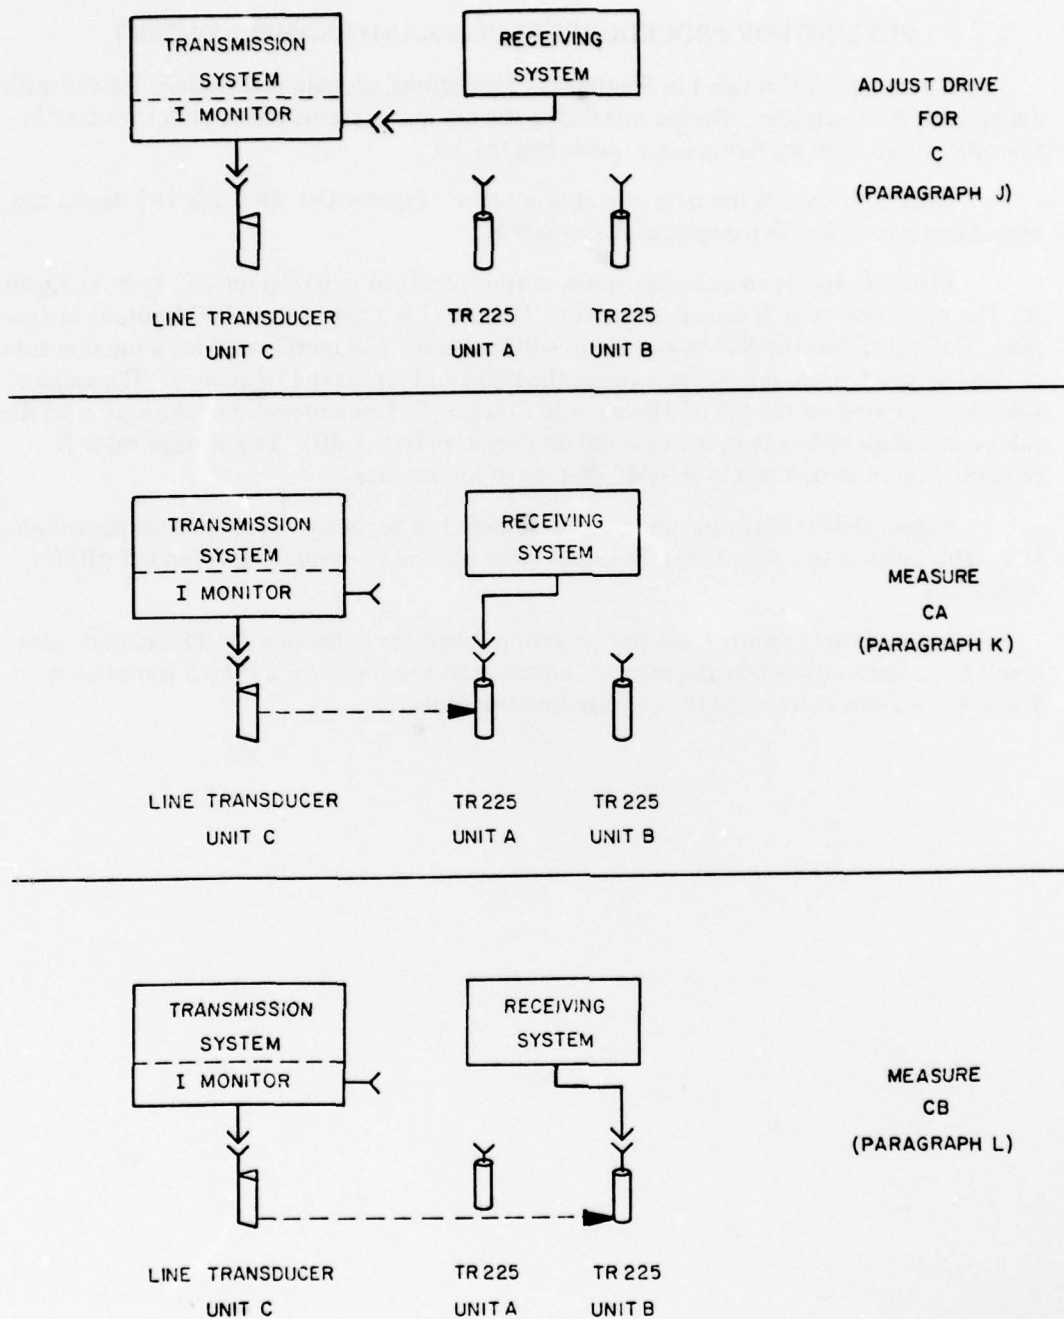 TRANSMISSION
SYSTEM
I MONITOR
RECEIVING
SYSTEM
ADJUST DRIVE
FOR
C
(PARAGRAPH J)
LINE TRANSDUCER
UNIT C
TR 225
UNIT A
TR 225
UNIT B
TRANSMISSION
SYSTEM
I MONITOR
RECEIVING
SYSTEM
MEASURE
CA
(PARAGRAPH K)
LINE TRANSDUCER
UNIT C
TR 225
UNIT A
TR 225
UNIT B
TRANSMISSION
SYSTEM
I MONITOR
RECEIVING
SYSTEM
MEASURE
CB
(PARAGRAPH L)
LINE TRANSDUCER
UNIT C
TR 225
UNIT A
TR 225
UNIT B